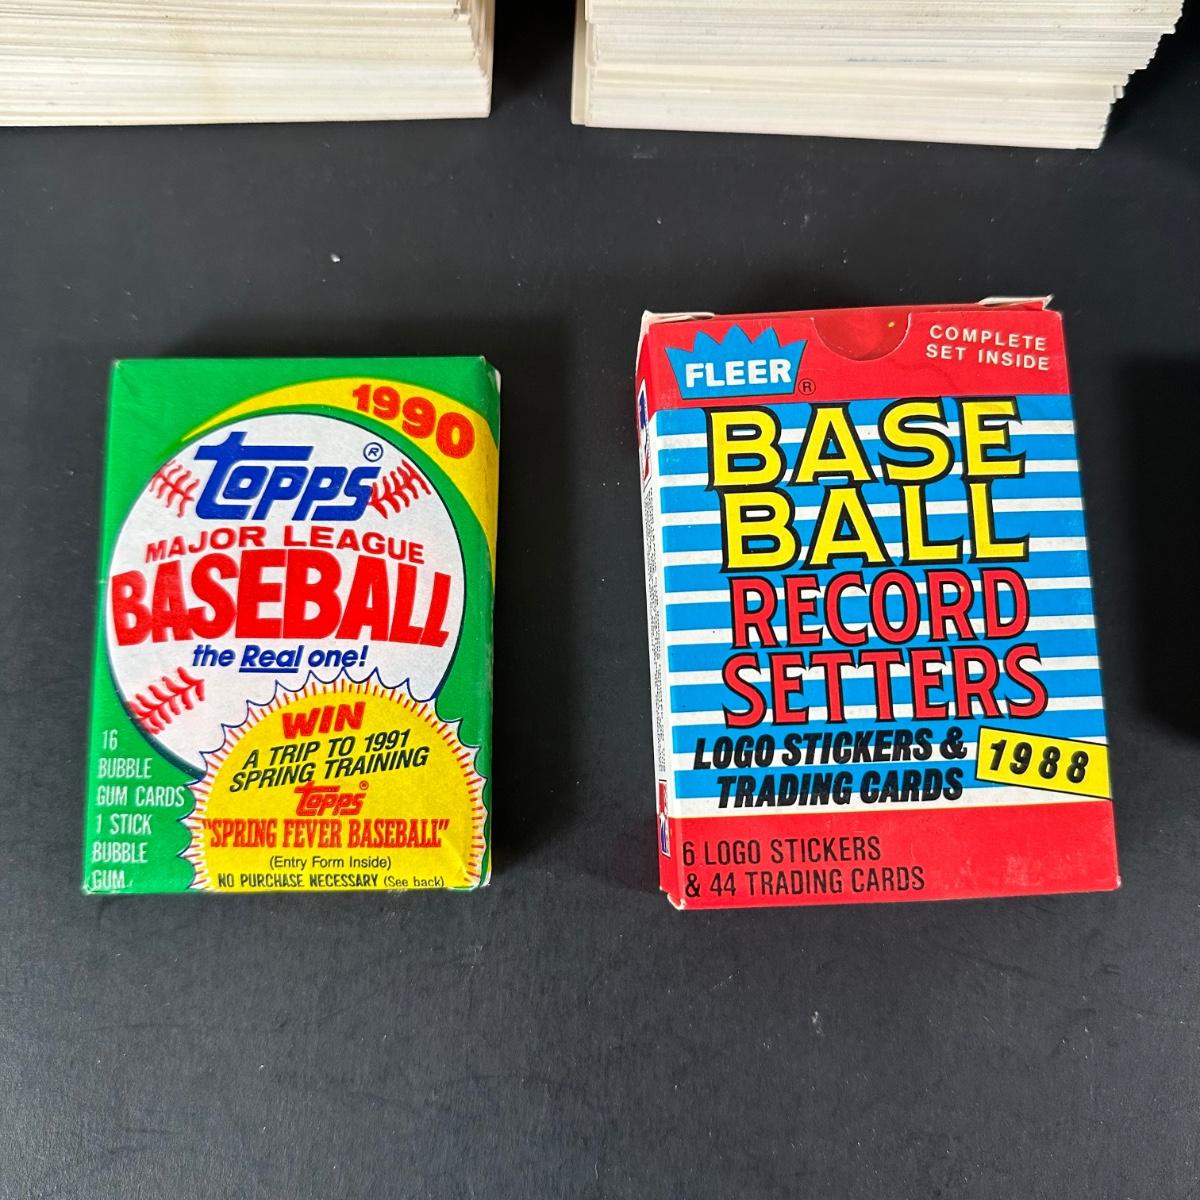 1990
Topps®
MAJOR LEAGUE
BASEBALL
the Real one!
16
BUBBLE
GUM CARDS
1 STICK
BUBBLE
GUM
WIN
A TRIP TO 1991
SPRING TRAINING
Topps®
"SPRING FEVER BASEBALL"
(Entry Form Inside)
NO PURCHASE NECESSARY (See back)
FLEER®
COMPLETE
SET INSIDE
BASE
BALL
RECORD
SETTERS
LOGO STICKERS &
TRADING CARDS
1988
6 LOGO STICKERS
& 44 TRADING CARDS